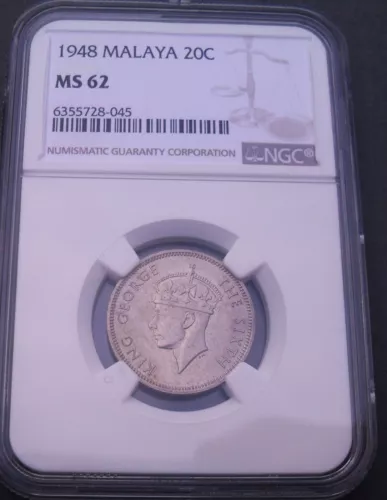 1948 MALAYA 20C
MS 62
6355728-045
NUMISMATIC GUARANTY CORPORATION NGC®
KING GEORGE THE SIXTH